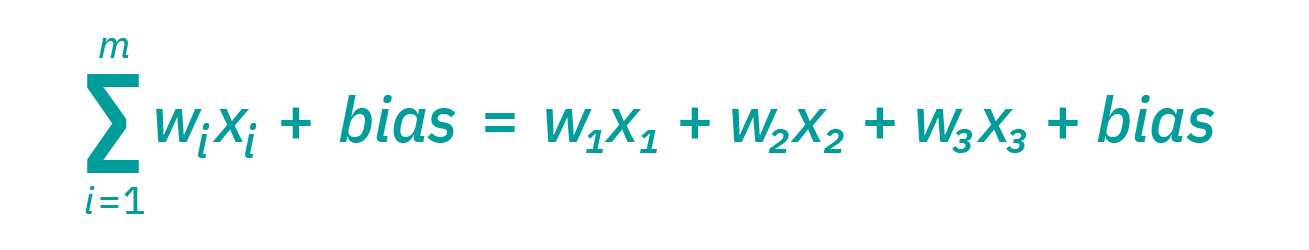 m
∑ wᵢxᵢ + bias = w₁x₁ + w₂x₂ + w₃x₃ + bias
i=1